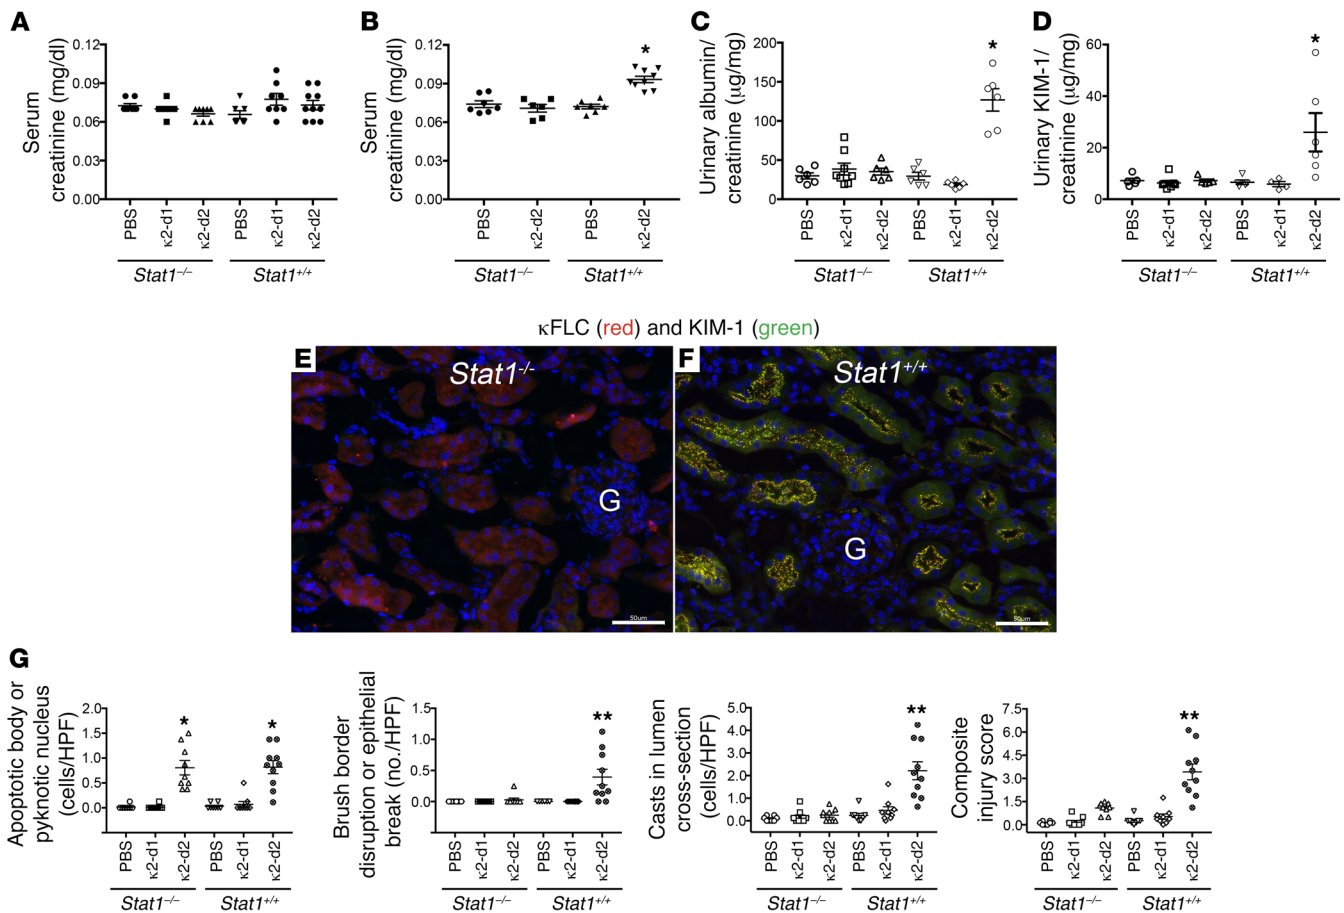 A
Serum
creatinine (mg/dl)
0.12
0.09
0.06
0.03
0.00
PBS
κ2-d1
κ2-d2
PBS
κ2-d1
κ2-d2
Stat1–/–
Stat1+/+
B
Serum
creatinine (mg/dl)
0.12
0.09
0.06
0.03
0.00
*
PBS
κ2-d2
PBS
κ2-d2
Stat1–/–
Stat1+/+
C
Urinary albumin/
creatinine (μg/mg)
200
150
100
50
0
*
PBS
κ2-d1
κ2-d2
PBS
κ2-d1
κ2-d2
Stat1–/–
Stat1+/+
D
Urinary KIM-1/
creatinine (μg/mg)
60
40
20
0
*
PBS
κ2-d1
κ2-d2
PBS
κ2-d1
κ2-d2
Stat1–/–
Stat1+/+
κFLC (red) and KIM-1 (green)
E
Stat1-/-
G
50um
F
Stat1+/+
G
50um
G
Apoptotic body or
pyknotic nucleus
(cells/HPF)
2.0
1.5
1.0
0.5
0.0
*
*
PBS
κ2-d1
κ2-d2
PBS
κ2-d1
κ2-d2
Stat1–/–
Stat1+/+
Brush border
disruption or epithelial
break (no./HPF)
1.5
1.0
0.5
0.0
**
PBS
κ2-d1
κ2-d2
PBS
κ2-d1
κ2-d2
Stat1–/–
Stat1+/+
Casts in lumen
cross-section
(cells/HPF)
5.0
4.0
3.0
2.0
1.0
0.0
**
PBS
κ2-d1
κ2-d2
PBS
κ2-d1
κ2-d2
Stat1–/–
Stat1+/+
Composite
injury score
7.5
6.0
4.5
3.0
1.5
0.0
**
PBS
κ2-d1
κ2-d2
PBS
κ2-d1
κ2-d2
Stat1–/–
Stat1+/+